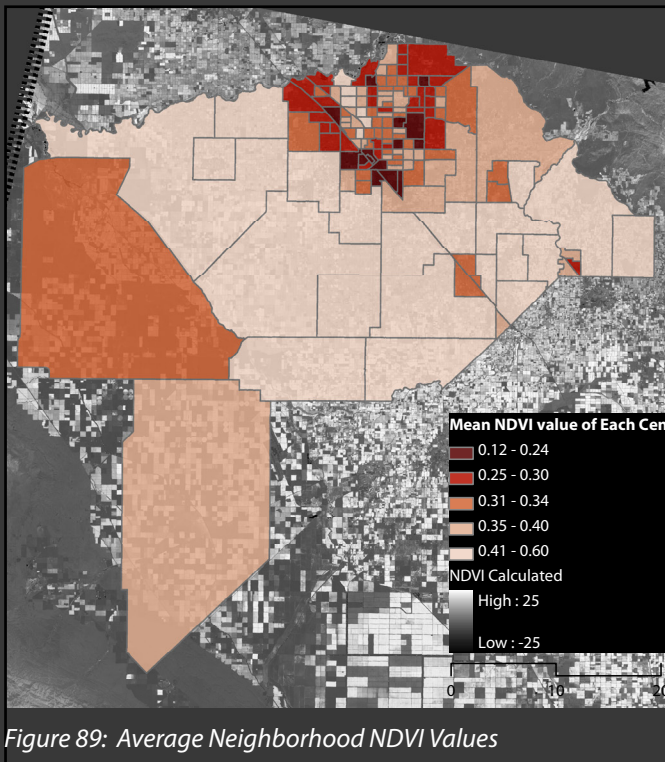 Mean NDVI value of Each Cen
0.12 - 0.24
0.25 - 0.30
0.31 - 0.34
0.35 - 0.40
0.41 - 0.60
NDVI Calculated
High : 25
Low : -25
0 10 20
Figure 89: Average Neighborhood NDVI Values